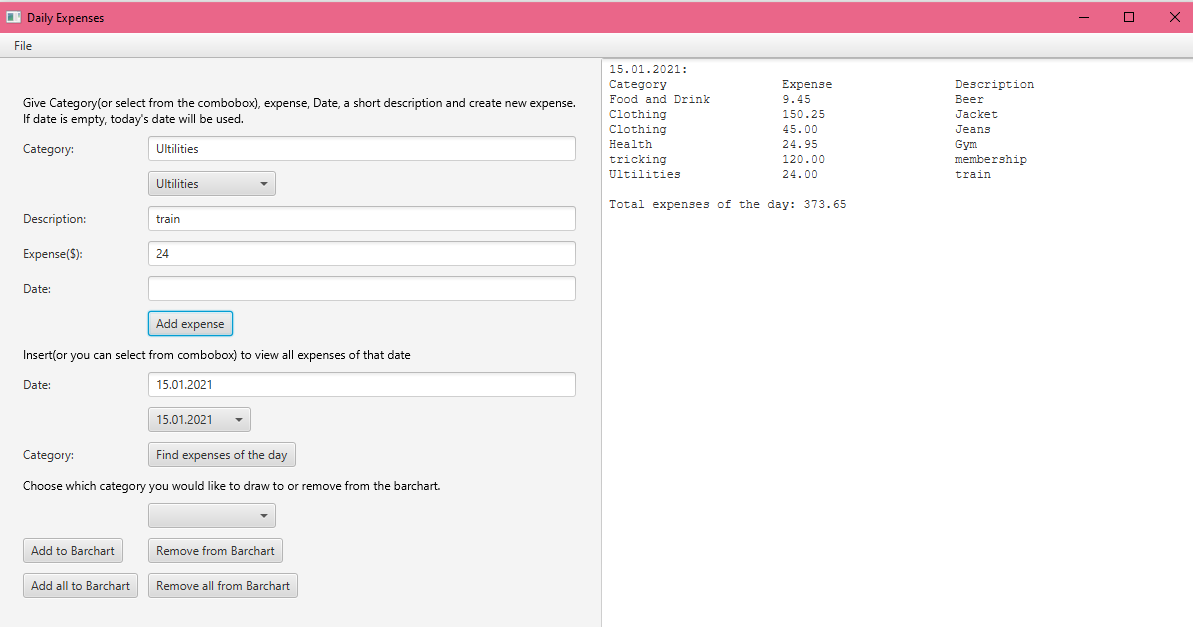 Daily Expenses
File
Give Category(or select from the combobox), expense, Date, a short description and create new expense.
If date is empty, today's date will be used.
Category: Ultilities
Ultilities
Description: train
Expense($): 24
Date:
Add expense
Insert(or you can select from combobox) to view all expenses of that date
Date: 15.01.2021
15.01.2021
Category: Find expenses of the day
Choose which category you would like to draw to or remove from the barchart.
Add to Barchart Remove from Barchart
Add all to Barchart Remove all from Barchart
15.01.2021:
Category Expense Description
Food and Drink 9.45 Beer
Clothing 150.25 Jacket
Clothing 45.00 Jeans
Health 24.95 Gym
tricking 120.00 membership
Ultilities 24.00 train
Total expenses of the day: 373.65